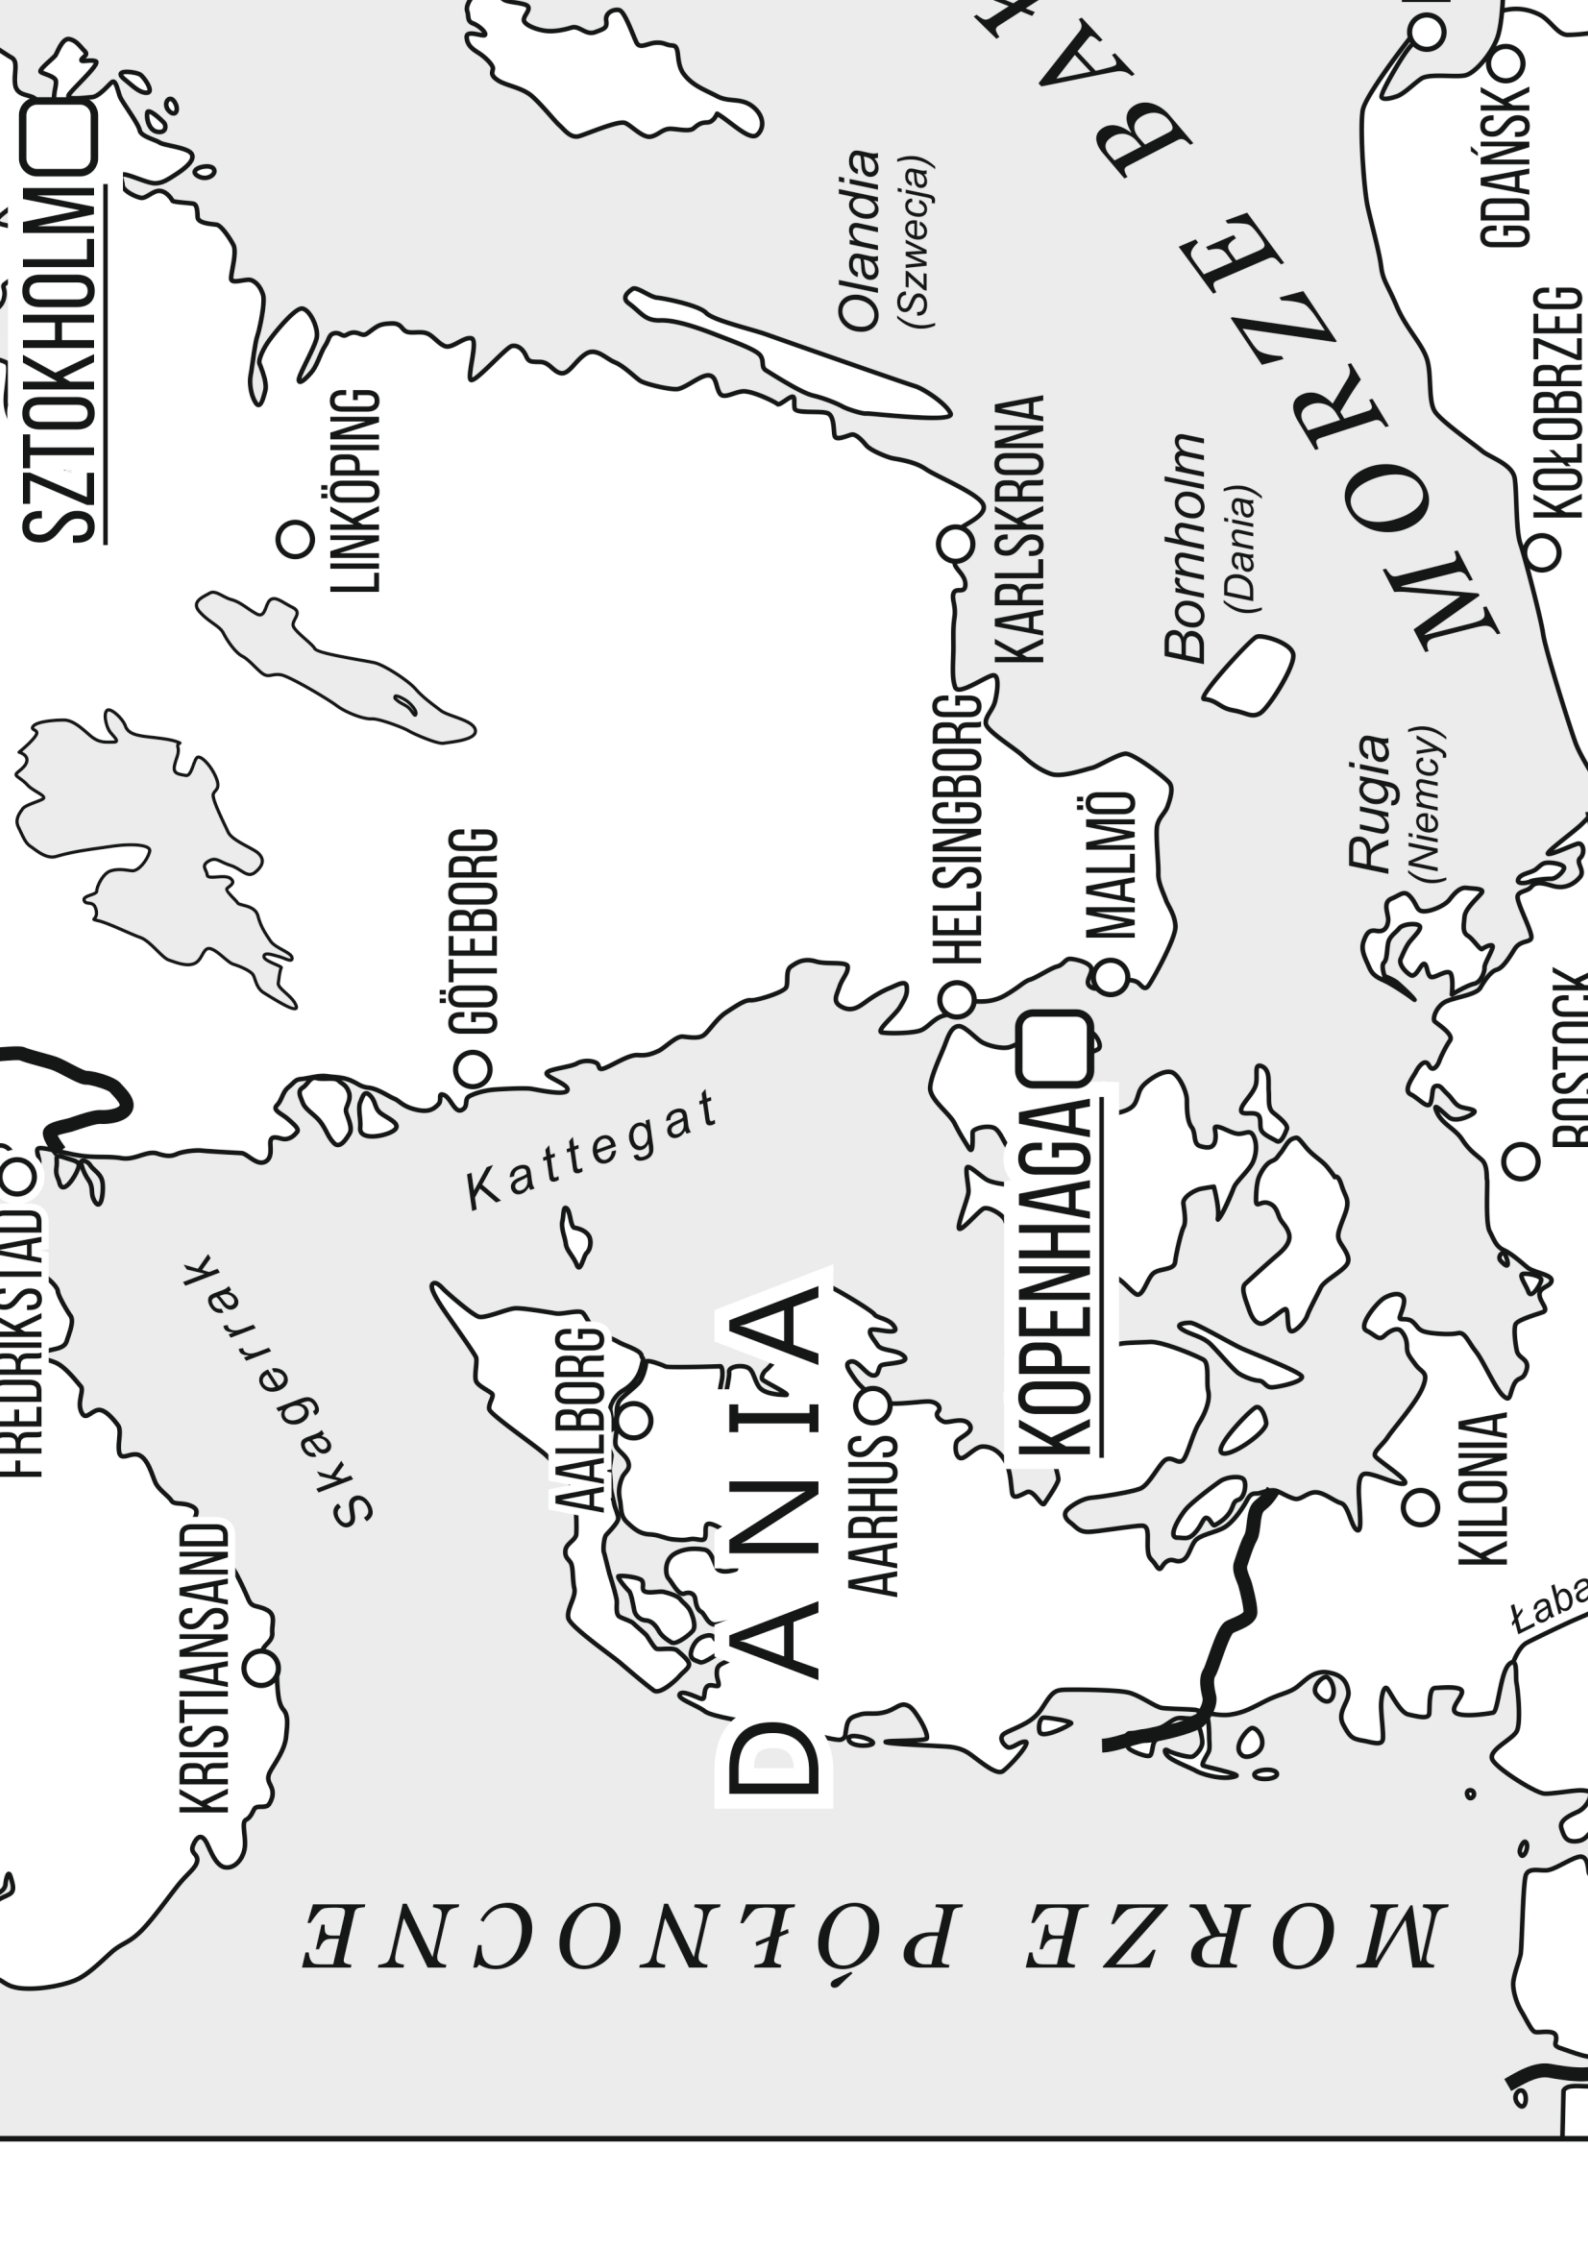 SZTOKHOLM
LINKÖPING
GÖTEBORG
FREDRIKSTAD
KRISTIANSAND
Skagerrak
Kattegat
AALBORG
DANIA
AARHUS
KOPENHAGA
HELSINGBORG
MALMÖ
KARLSKRONA
Olandia
(Szwecja)
Bornholm
(Dania)
Rugia
(Niemcy)
MORZE BA
GDAŃSK
KOŁOBRZEG
ROSTOCK
KILONIA
Łaba
MORZE PÓŁNOCNE